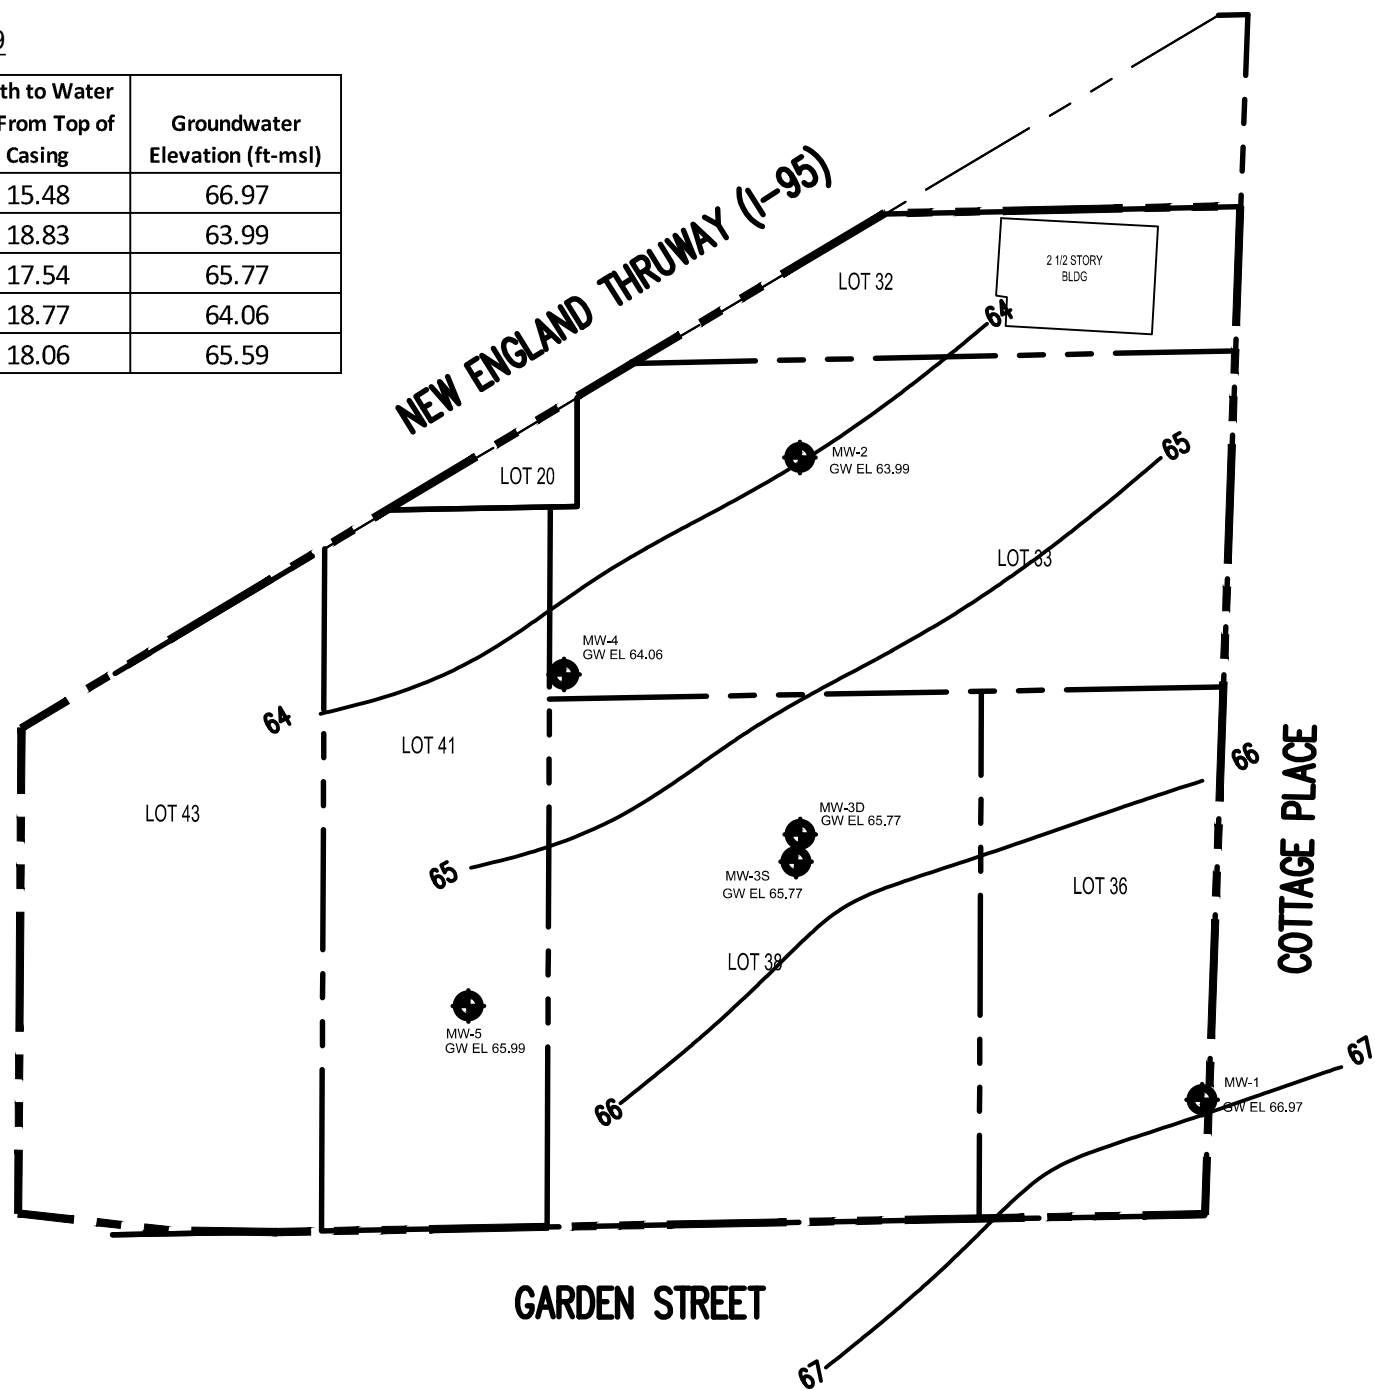 9
th to Water
From Top of
Casing
Groundwater
Elevation (ft-msl)
15.48 66.97
18.83 63.99
17.54 65.77
18.77 64.06
18.06 65.59
NEW ENGLAND THRUWAY (I-95)
LOT 32
2 1/2 STORY
BLDG
64
LOT 20
MW-2
GW EL 63.99
65
LOT 33
MW-4
GW EL 64.06
64
LOT 41
66
LOT 43
MW-3D
GW EL 65.77
65
MW-3S
GW EL 65.77
LOT 36
COTTAGE PLACE
LOT 38
MW-5
GW EL 65.99
67
66
MW-1
GW EL 66.97
GARDEN STREET
67